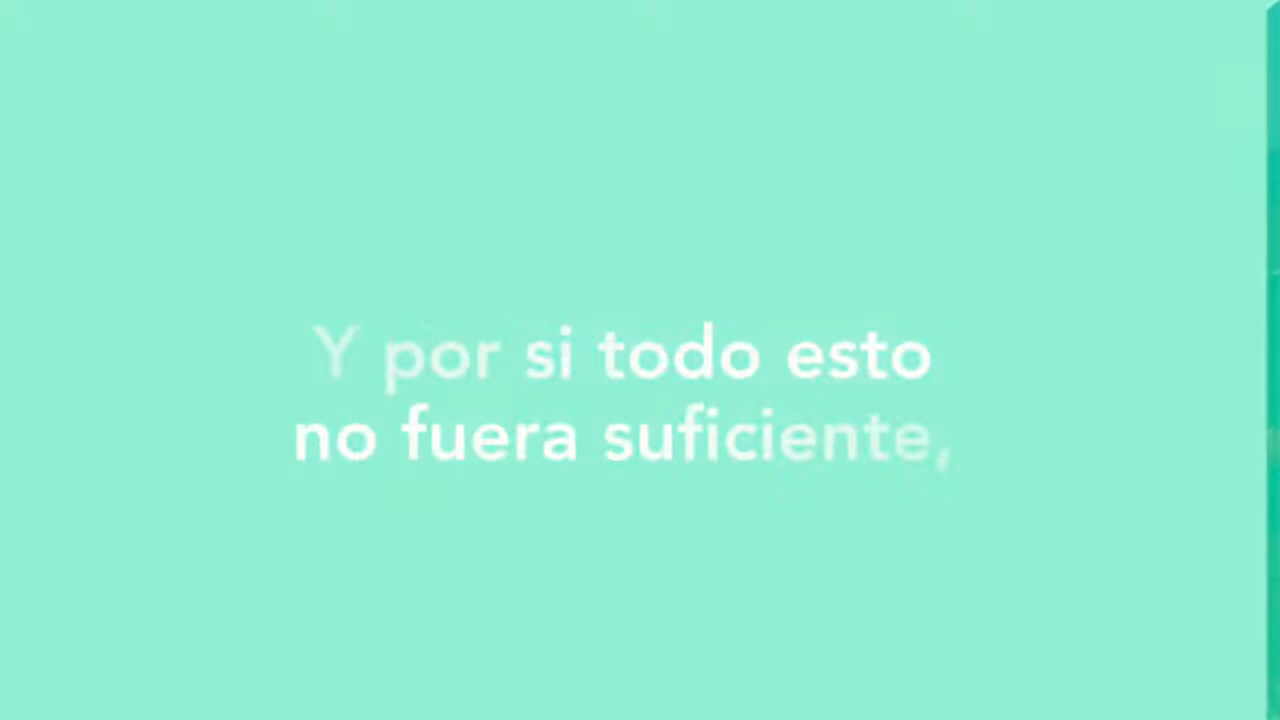 Y por si todo esto
no fuera suficiente,